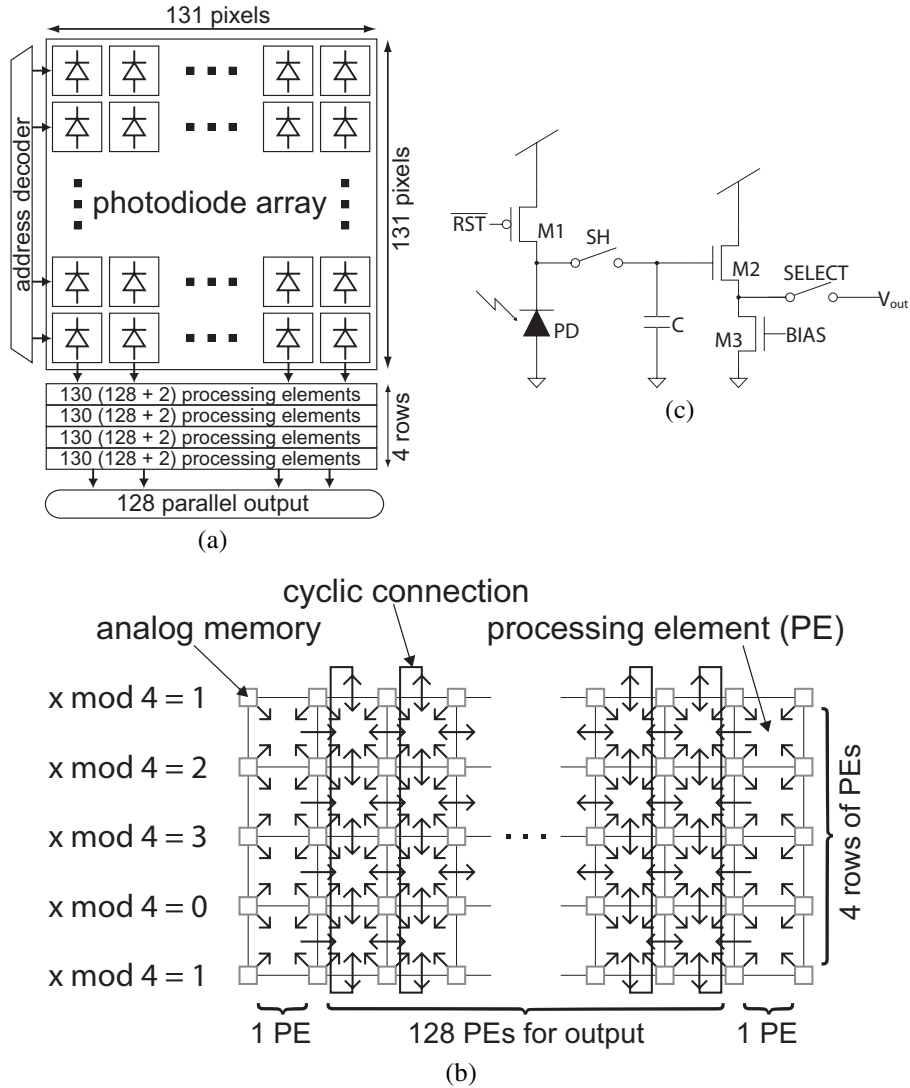 131 pixels
address decoder
photodiode array
131 pixels
130 (128 + 2) processing elements
130 (128 + 2) processing elements
130 (128 + 2) processing elements
130 (128 + 2) processing elements
4 rows
128 parallel output
(a)
RST
M1
SH
M2
SELECT
Vout
PD
C
M3
BIAS
(c)
cyclic connection
analog memory
processing element (PE)
x mod 4 = 1
x mod 4 = 2
x mod 4 = 3
x mod 4 = 0
x mod 4 = 1
4 rows of PEs
1 PE
128 PEs for output
1 PE
(b)